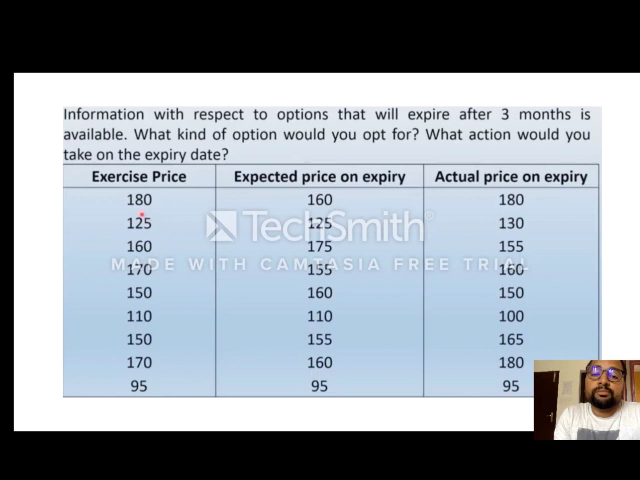 Information with respect to options that will expire after 3 months is
available. What kind of option would you opt for? What action would you
take on the expiry date?
Exercise Price Expected price on expiry Actual price on expiry
180 160 180
125 125 130
160 175 155
170 155 160
150 160 150
110 110 100
150 155 165
170 160 180
95 95 95
TechSmith®
MADE WITH CAMTASIA FREE TRIAL